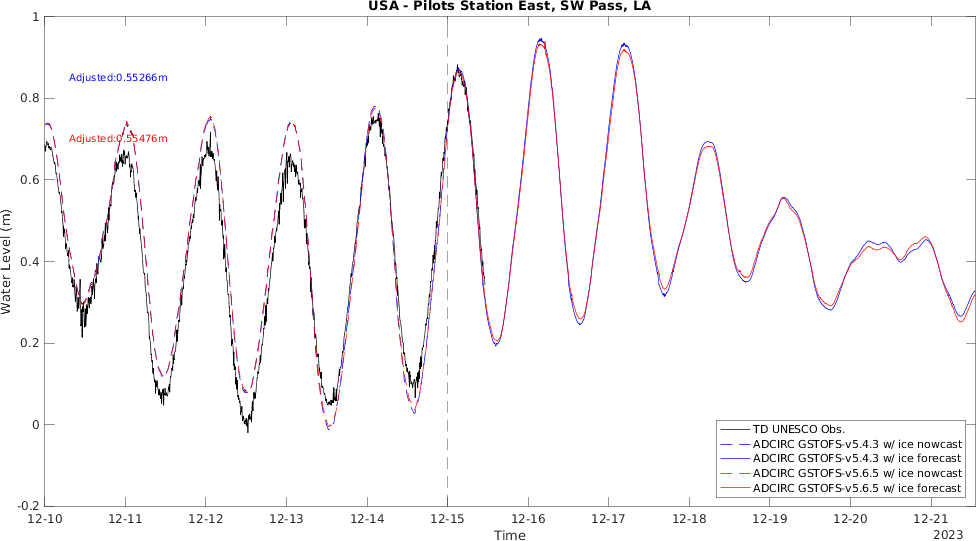 USA - Pilots Station East, SW Pass, LA
1
0.8
0.6
0.4
0.2
0
-0.2
Water Level (m)
Adjusted:0.55266m
Adjusted:0.55476m
TD UNESCO Obs.
ADCIRC GSTOFS-v5.4.3 w/ ice nowcast
ADCIRC GSTOFS-v5.4.3 w/ ice forecast
ADCIRC GSTOFS-v5.6.5 w/ ice nowcast
ADCIRC GSTOFS-v5.6.5 w/ ice forecast
12-10 12-11 12-12 12-13 12-14 12-15 12-16 12-17 12-18 12-19 12-20 12-21
Time
2023